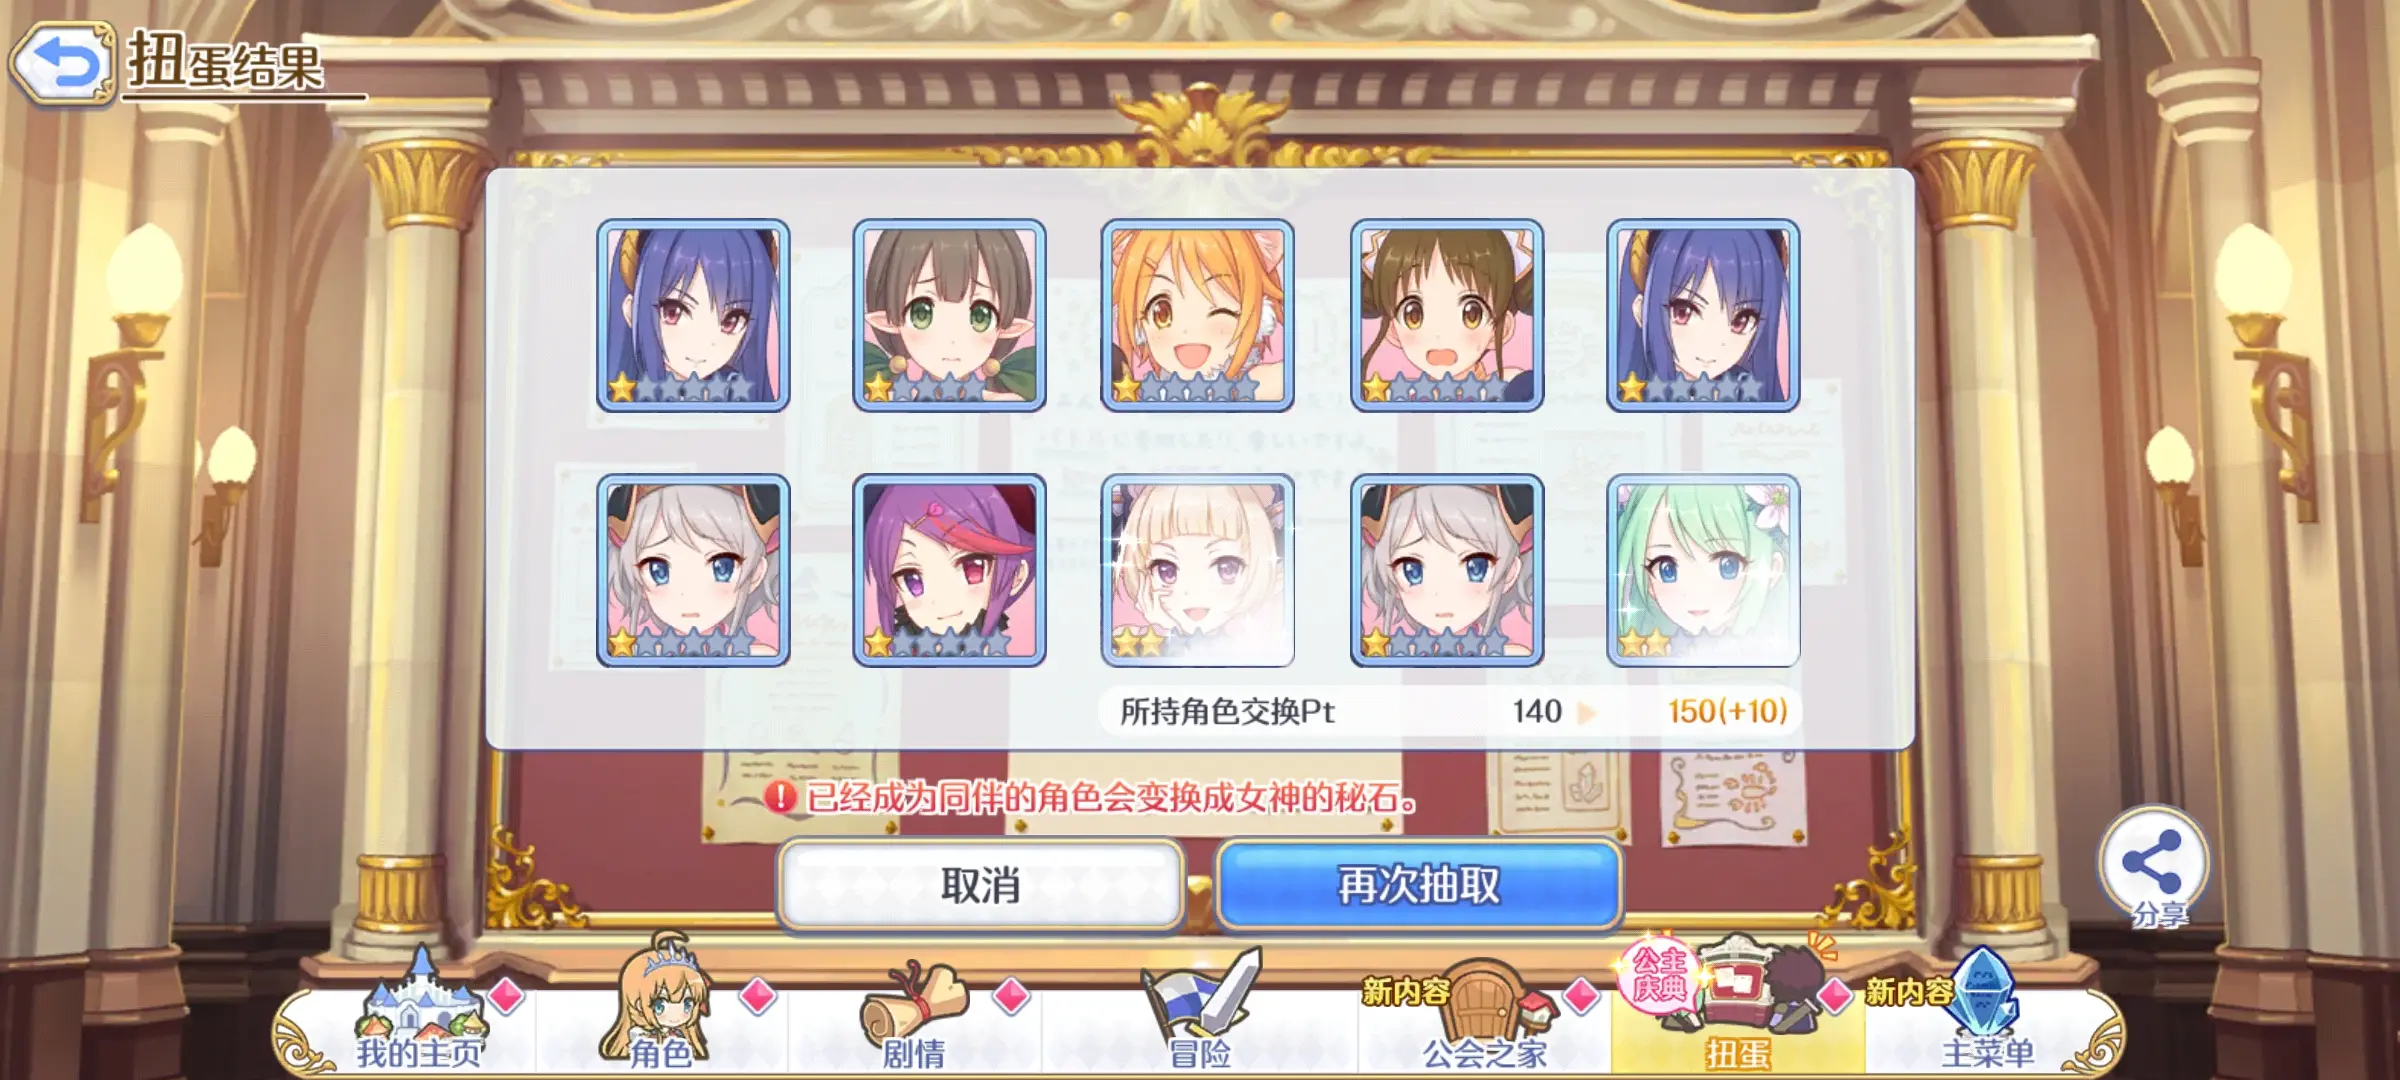 扭蛋结果
所持角色交换Pt 140 150(+10)
已经成为同伴的角色会变换成女神的秘石。
取消
再次抽取
分享
我的主页
角色
剧情
冒险
新内容
公会之家
公主
庆典
扭蛋
新内容
主菜单